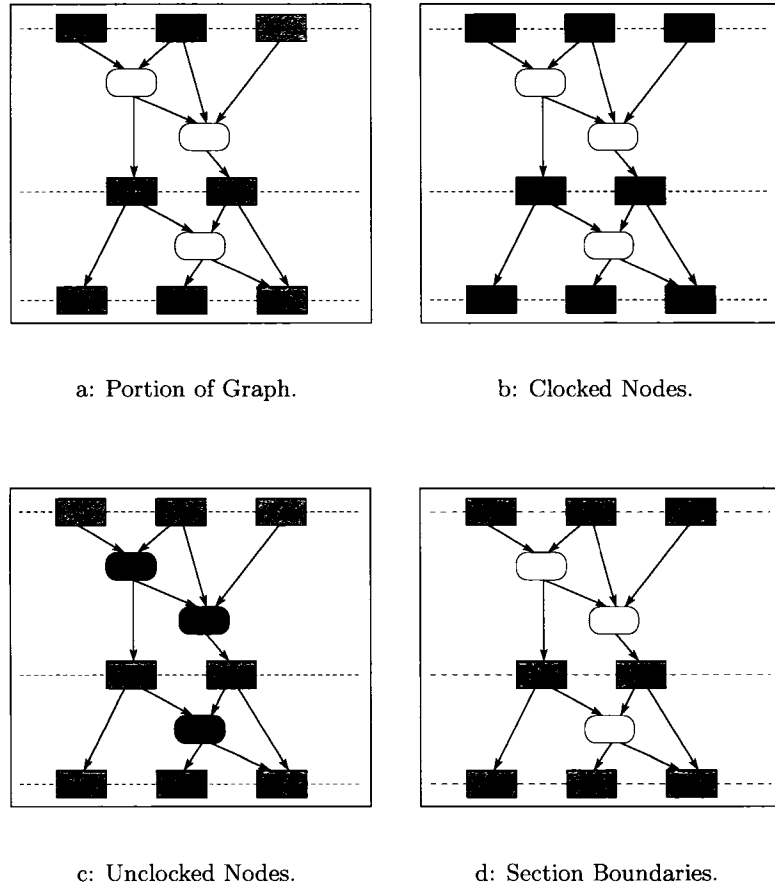 a: Portion of Graph.
b: Clocked Nodes.
c: Unclocked Nodes.
d: Section Boundaries.